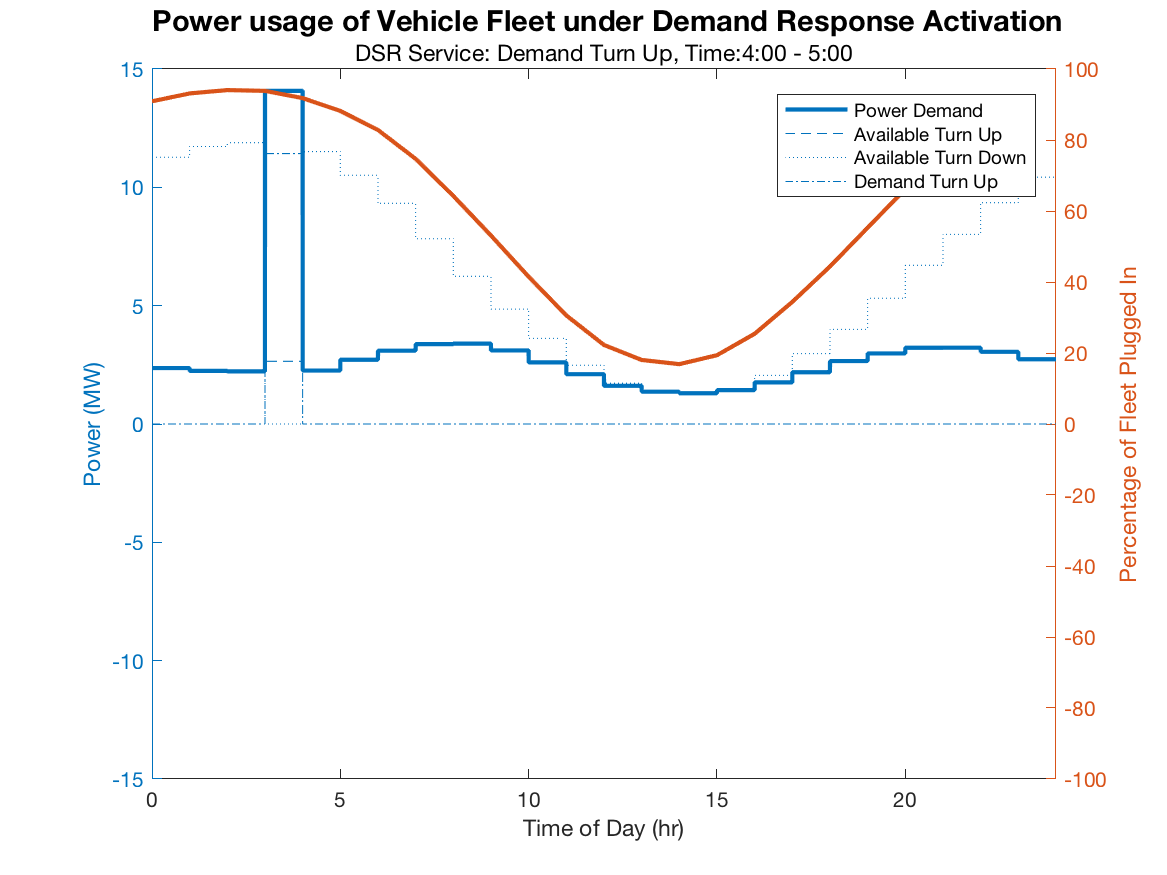 Power usage of Vehicle Fleet under Demand Response Activation
DSR Service: Demand Turn Up, Time:4:00 - 5:00
15
10
5
0
-5
-10
-15
Power (MW)
100
80
60
40
20
0
-20
-40
-60
-80
-100
Percentage of Fleet Plugged In
Power Demand
Available Turn Up
Available Turn Down
Demand Turn Up
0
5
10
15
20
Time of Day (hr)